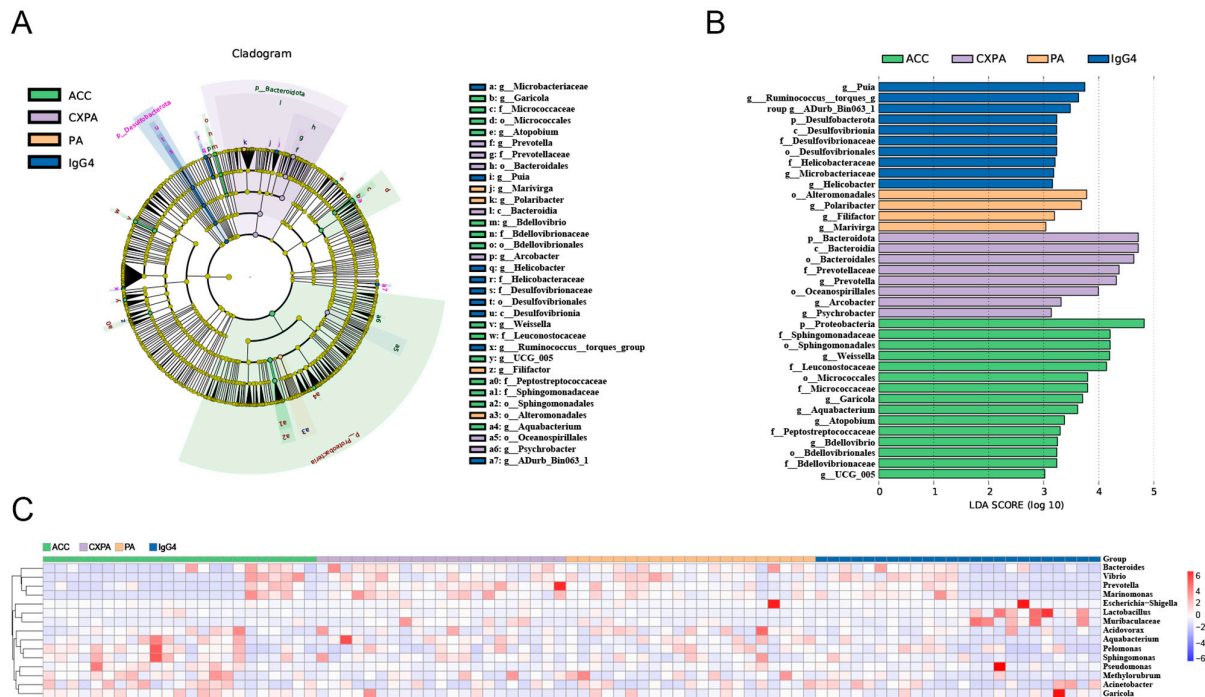 A
Cladogram
ACC
CXPA
PA
IgG4
p__Bacteroidota
p__Desulfobacterota
p__Proteobacteria
a: g__Microbacteriaceae
b: g__Garicola
c: f__Micrococcaceae
d: o__Micrococcales
e: g__Atopobium
f: g__Prevotella
g: f__Prevotellaceae
h: o__Bacteroidales
i: g__Puia
j: g__Marivirga
k: g__Polaribacter
l: c__Bacteroidia
m: g__Bdellovibrio
n: f__Bdellovibrionaceae
o: o__Bdellovibrionales
p: g__Arcobacter
q: g__Helicobacter
r: f__Helicobacteraceae
s: f__Desulfovibrionaceae
t: o__Desulfovibrionales
u: c__Desulfovibrionia
v: g__Weissella
w: f__Leuconostocaceae
x: g__Ruminococcus__torques_group
y: g__UCG_005
z: g__Filifactor
a0: f__Peptostreptococcaceae
a1: f__Sphingomonadaceae
a2: o__Sphingomonadales
a3: o__Alteromonadales
a4: g__Aquabacterium
a5: o__Oceanospirillales
a6: g__Psychrobacter
a7: g__ADurb_Bin063_1
B
ACC CXPA PA IgG4
g__Puia
g__Ruminococcus__torques_g
roup g__ADurb_Bin063_1
p__Desulfobacterota
c__Desulfovibrionia
f__Desulfovibrionaceae
o__Desulfovibrionales
f__Helicobacteraceae
g__Microbacteriaceae
g__Helicobacter
o__Alteromonadales
g__Polaribacter
g__Filifactor
g__Marivirga
p__Bacteroidota
c__Bacteroidia
o__Bacteroidales
f__Prevotellaceae
g__Prevotella
o__Oceanospirillales
g__Arcobacter
g__Psychrobacter
p__Proteobacteria
f__Sphingomonadaceae
o__Sphingomonadales
g__Weissella
f__Leuconostocaceae
o__Micrococcales
f__Micrococcaceae
g__Garicola
g__Aquabacterium
g__Atopobium
f__Peptostreptococcaceae
g__Bdellovibrio
o__Bdellovibrionales
f__Bdellovibrionaceae
g__UCG_005
0 1 2 3 4 5
LDA SCORE (log 10)
C
ACC CXPA PA IgG4
Group
Bacteroides
Vibrio
Prevotella
Marinomonas
Escherichia-Shigella
Lactobacillus
Muribaculaceae
Acidovorax
Aquabacterium
Pelomonas
Sphingomonas
Pseudomonas
Methylorubrum
Acinetobacter
Garicola
6
4
2
0
−2
−4
−6